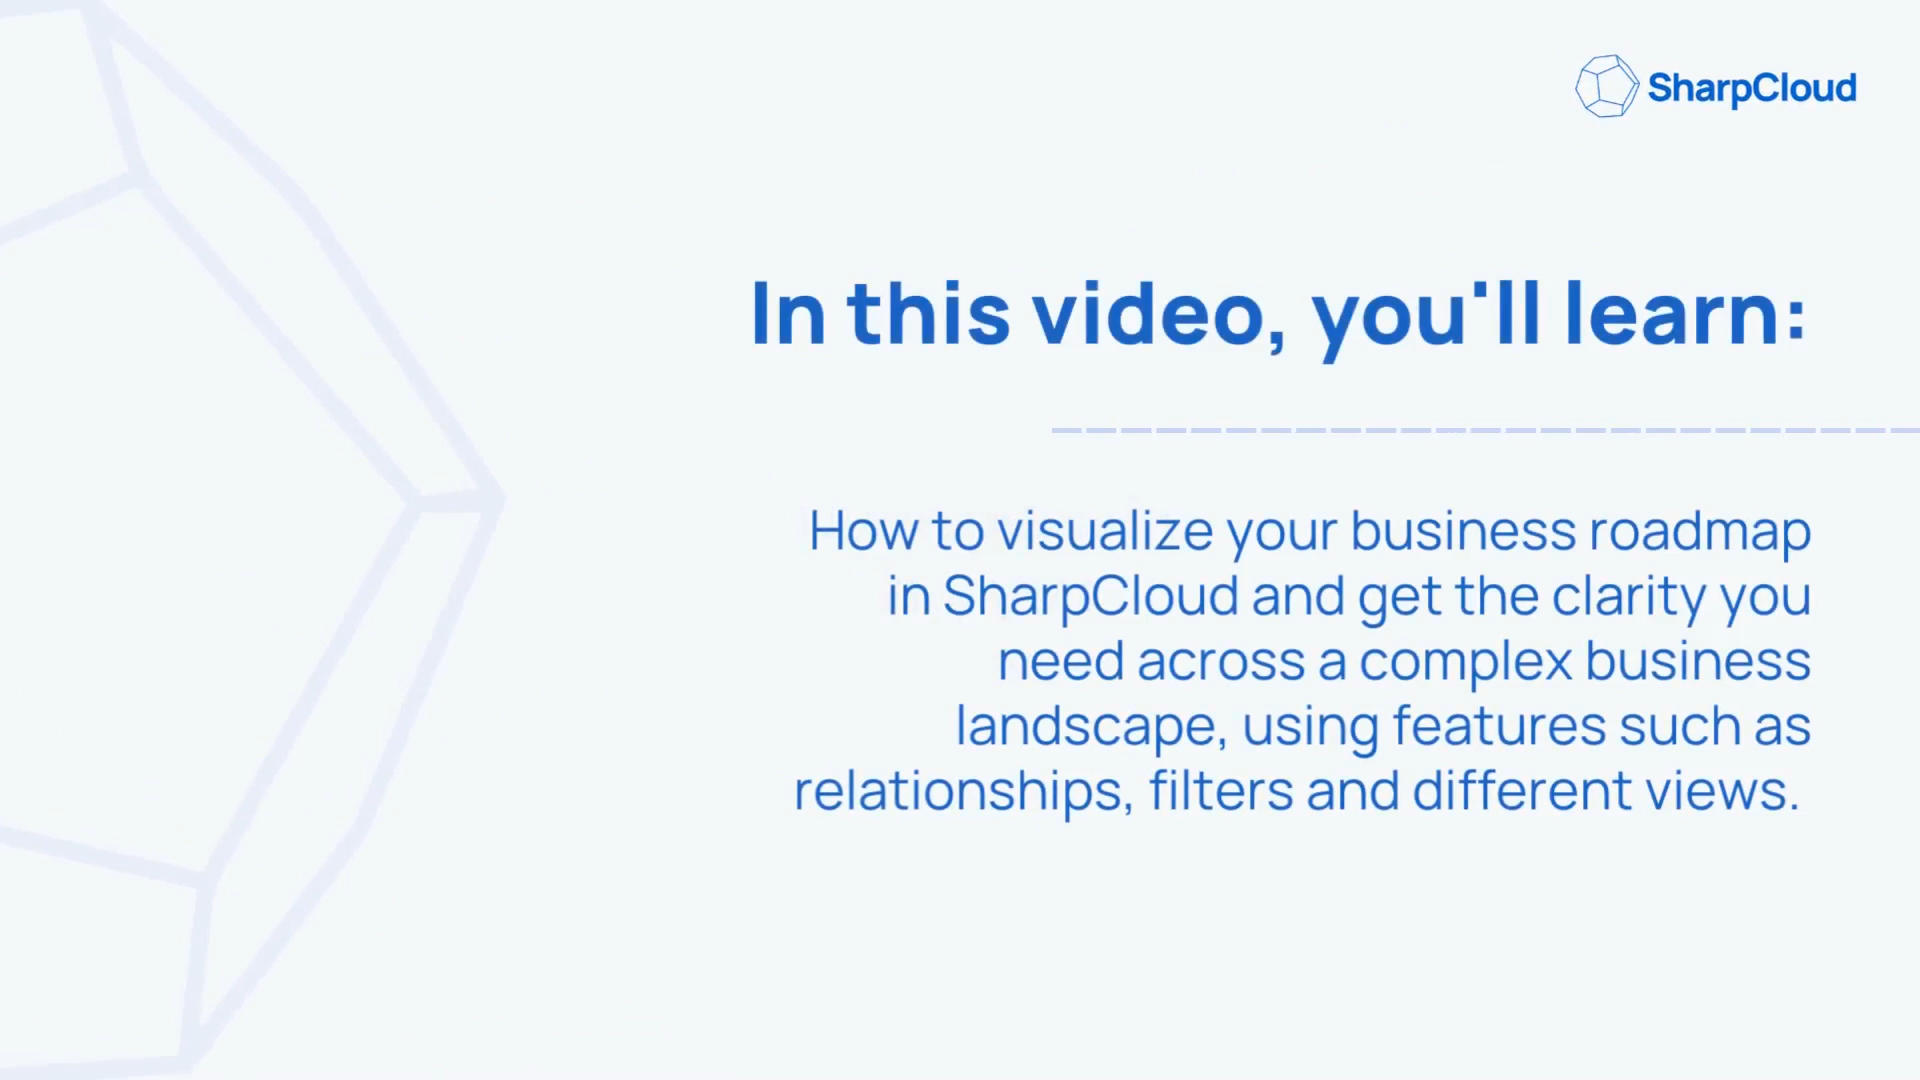 SharpCloud
In this video, you'll learn:
How to visualize your business roadmap
in SharpCloud and get the clarity you
need across a complex business
landscape, using features such as
relationships, filters and different views.